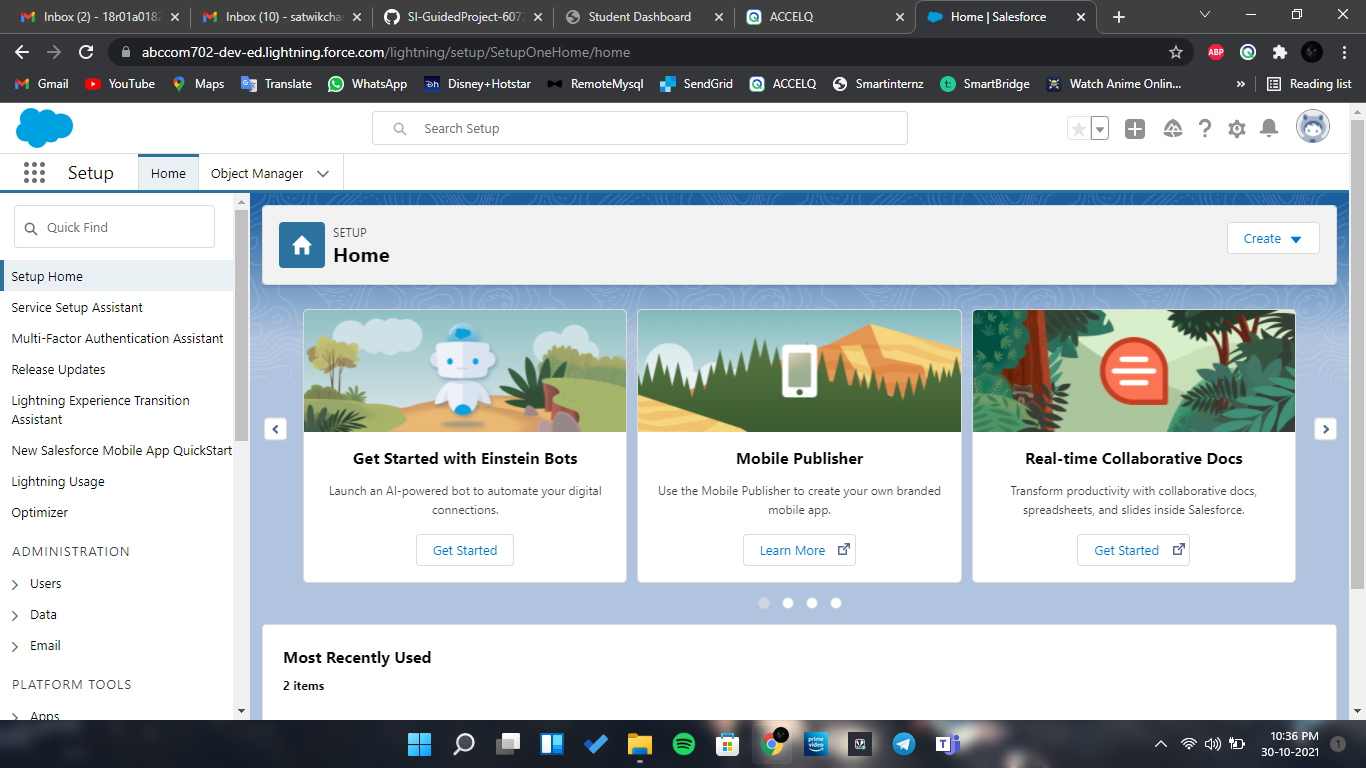 Inbox (2) - 18r01a0182
Inbox (10) - satwikcha
SI-GuidedProject-6072
Student Dashboard
ACCELQ
Home | Salesforce
abccom702-dev-ed.lightning.force.com/lightning/setup/SetupOneHome/home
ABP
Gmail
YouTube
Maps
Translate
WhatsApp
Disney+Hotstar
RemoteMysql
SendGrid
ACCELQ
Smartinternz
SmartBridge
Watch Anime Online...
»
Reading list
Search Setup
Setup
Home
Object Manager
Quick Find
Setup Home
Service Setup Assistant
Multi-Factor Authentication Assistant
Release Updates
Lightning Experience Transition
Assistant
New Salesforce Mobile App QuickStart
Lightning Usage
Optimizer
ADMINISTRATION
Users
Data
Email
PLATFORM TOOLS
Apps
SETUP
Home
Create
Get Started with Einstein Bots
Launch an AI-powered bot to automate your digital
connections.
Get Started
Mobile Publisher
Use the Mobile Publisher to create your own branded
mobile app.
Learn More
Real-time Collaborative Docs
Transform productivity with collaborative docs,
spreadsheets, and slides inside Salesforce.
Get Started
Most Recently Used
2 items
prime
video
10:36 PM
30-10-2021
1